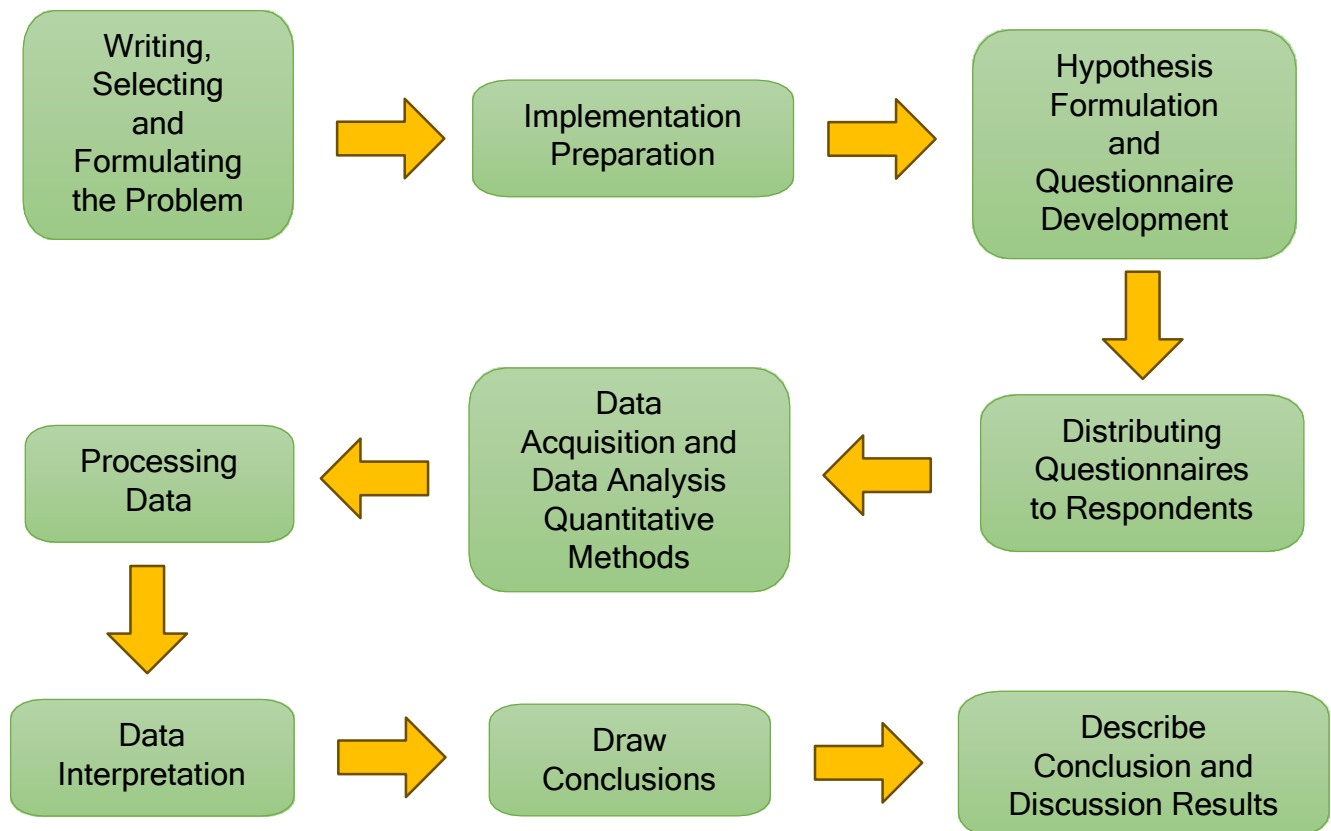 Writing,
Selecting
and
Formulating
the Problem
Implementation
Preparation
Hypothesis
Formulation
and
Questionnaire
Development
Distributing
Questionnaires
to Respondents
Data
Acquisition and
Data Analysis
Quantitative
Methods
Processing
Data
Data
Interpretation
Draw
Conclusions
Describe
Conclusion and
Discussion Results